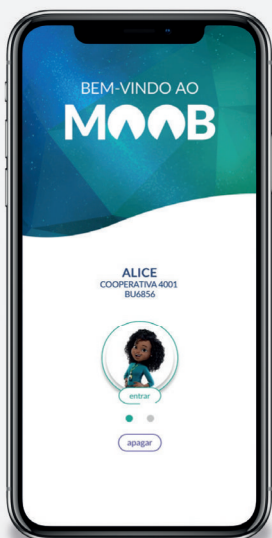 BEM-VINDO AO
MOOB
ALICE
COOPERATIVA 4001
BU6856
entrar
apagar